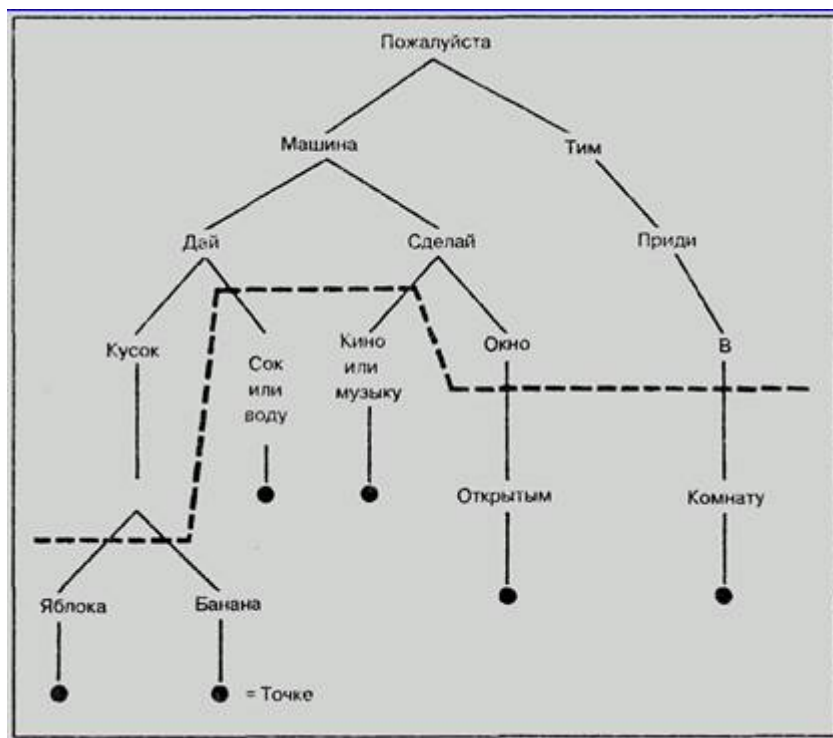 Пожалуйста
Машина
Тим
Дай
Сделай
Приди
Кусок
Сок
или
воду
Кино
или
музыку
Окно
В
Открытым
Комнату
Яблока
Банана
= Точке